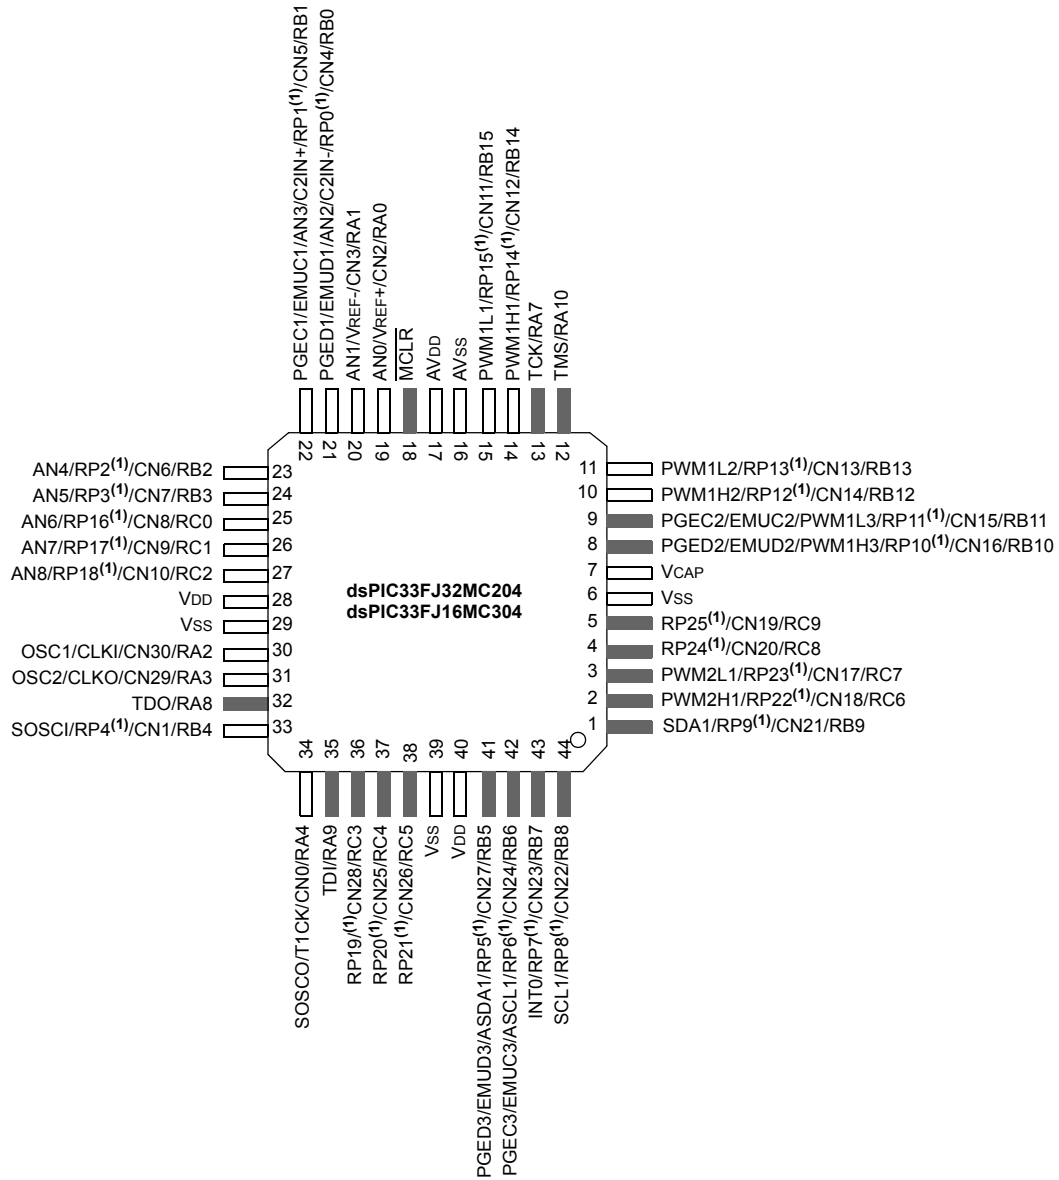 PGEC1/EMUC1/AN3/C2IN+/RP1(1)/CN5/RB1
PGED1/EMUD1/AN2/C2IN-/RP0(1)/CN4/RB0
AN1/VREF-/CN3/RA1
AN0/VREF+/CN2/RA0
MCLR
AVDD
AVSS
PWM1L1/RP15(1)/CN11/RB15
PWM1H1/RP14(1)/CN12/RB14
TCK/RA7
TMS/RA10
22
21
20
19
18
17
16
15
14
13
12
AN4/RP2(1)/CN6/RB2 23
AN5/RP3(1)/CN7/RB3 24
AN6/RP16(1)/CN8/RC0 25
AN7/RP17(1)/CN9/RC1 26
AN8/RP18(1)/CN10/RC2 27
VDD 28
VSS 29
OSC1/CLKI/CN30/RA2 30
OSC2/CLKO/CN29/RA3 31
TDO/RA8 32
SOSCI/RP4(1)/CN1/RB4 33
dsPIC33FJ32MC204
dsPIC33FJ16MC304
11 PWM1L2/RP13(1)/CN13/RB13
10 PWM1H2/RP12(1)/CN14/RB12
9 PGEC2/EMUC2/PWM1L3/RP11(1)/CN15/RB11
8 PGED2/EMUD2/PWM1H3/RP10(1)/CN16/RB10
7 VCAP
6 VSS
5 RP25(1)/CN19/RC9
4 RP24(1)/CN20/RC8
3 PWM2L1/RP23(1)/CN17/RC7
2 PWM2H1/RP22(1)/CN18/RC6
1 SDA1/RP9(1)/CN21/RB9
34
35
36
37
38
39
40
41
42
43
44
SOSCO/T1CK/CN0/RA4
TDI/RA9
RP19/(1)CN28/RC3
RP20(1)/CN25/RC4
RP21(1)/CN26/RC5
VSS
VDD
PGED3/EMUD3/ASDA1/RP5(1)/CN27/RB5
PGEC3/EMUC3/ASCL1/RP6(1)/CN24/RB6
INT0/RP7(1)/CN23/RB7
SCL1/RP8(1)/CN22/RB8